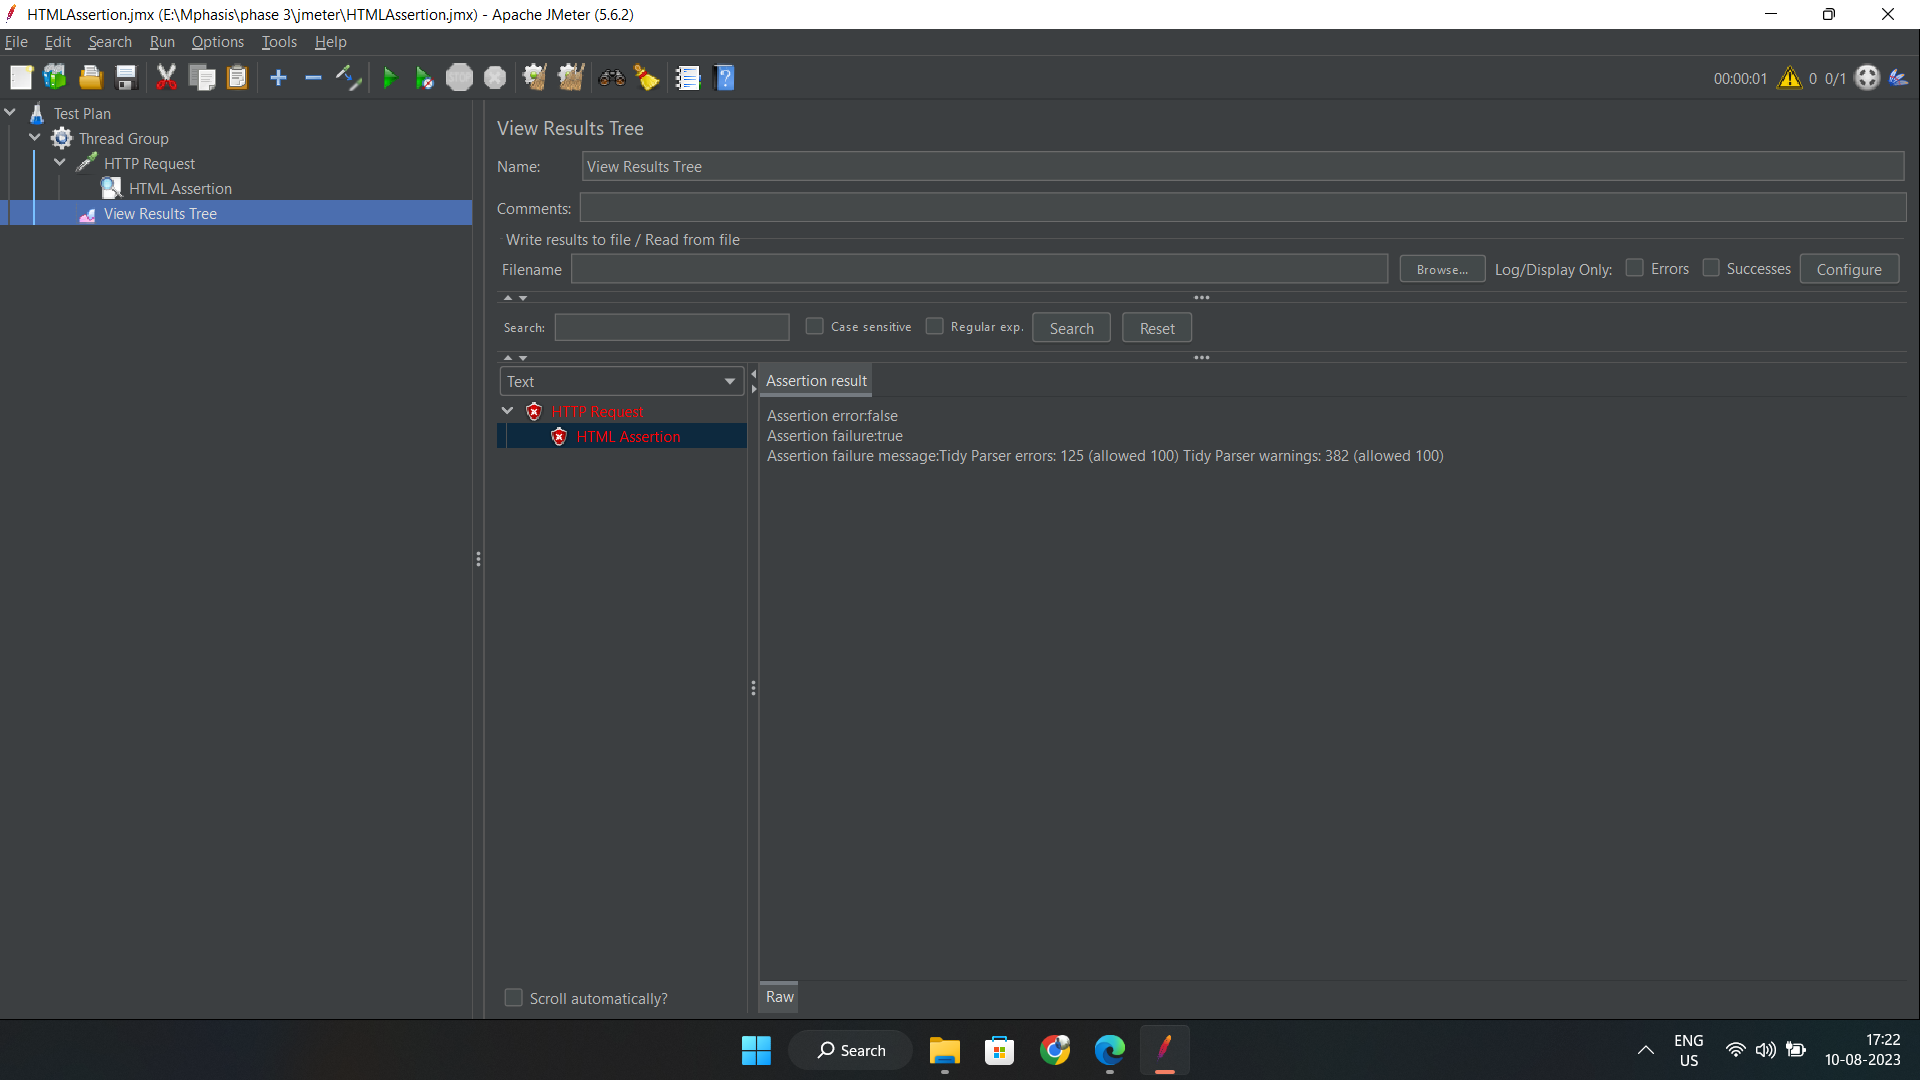 HTMLAssertion.jmx (E:\Mphasis\phase 3\jmeter\HTMLAssertion.jmx) - Apache JMeter (5.6.2)
File Edit Search Run Options Tools Help
STOP
00:00:01 0 0/1
Test Plan
Thread Group
HTTP Request
HTML Assertion
View Results Tree
View Results Tree
Name: View Results Tree
Comments:
Write results to file / Read from file
Filename Browse... Log/Display Only: Errors Successes Configure
Search: Case sensitive Regular exp. Search Reset
Text
HTTP Request
HTML Assertion
Scroll automatically?
Assertion result
Assertion error:false
Assertion failure:true
Assertion failure message:Tidy Parser errors: 125 (allowed 100) Tidy Parser warnings: 382 (allowed 100)
Raw
Search
ENG
US
17:22
10-08-2023